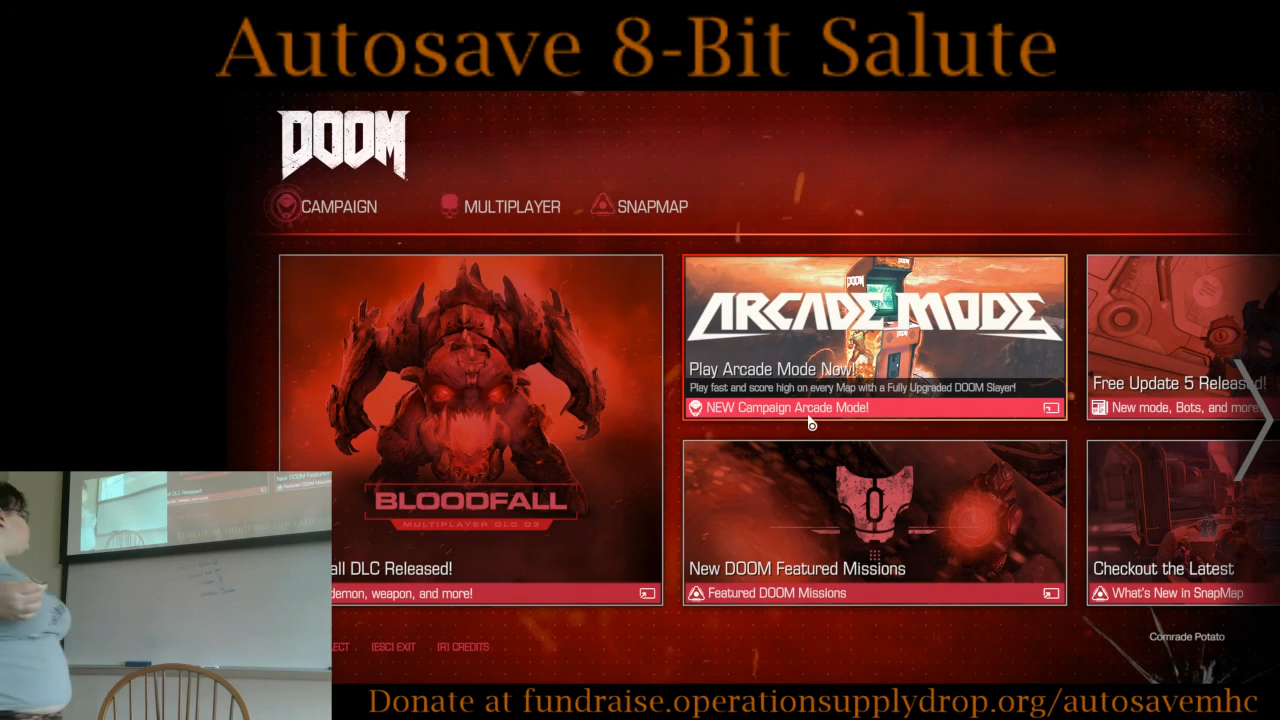 Autosave 8-Bit Salute
DOOM
CAMPAIGN
MULTIPLAYER
SNAPMAP
BLOODFALL
MULTIPLAYER DLC 03
all DLC Released!
demon, weapon, and more!
DOOM
DOOM
DOOM
ARCADE MODE
Play Arcade Mode Now!
Play fast and score high on every Map with a Fully Upgraded DOOM Slayer!
NEW Campaign Arcade Mode!
New DOOM Featured Missions
Featured DOOM Missions
Free Update 5 Released!
New mode, Bots, and more
Checkout the Latest
What's New in SnapMap
LECT
[ESC] EXIT
[R] CREDITS
Comrade Potato
Donate at fundraise.operationsupplydrop.org/autosavemhc